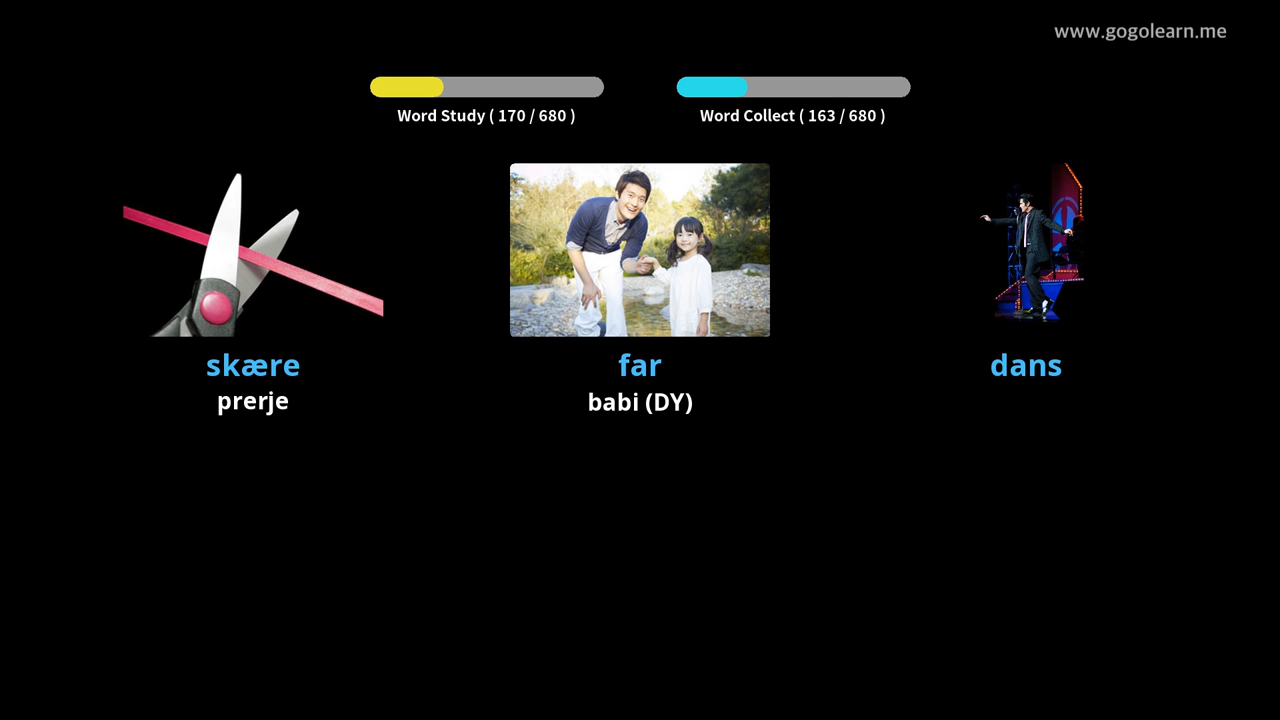 www.gogolearn.me
Word Study ( 170 / 680 )
Word Collect ( 163 / 680 )
skære
far
dans
prerje
babi (DY)